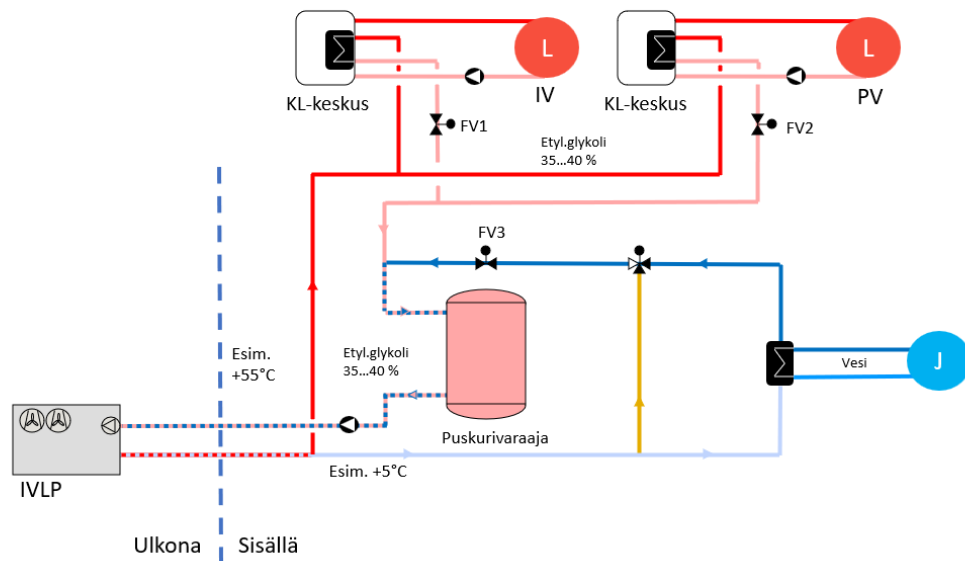 L
L
KL-keskus
IV
KL-keskus
PV
FV1
FV2
Etyl.glykoli
35...40 %
FV3
Esim.
+55°C
Etyl.glykoli
35...40 %
Vesi
J
Puskurivaraaja
Esim. +5°C
IVLP
Ulkona
Sisällä